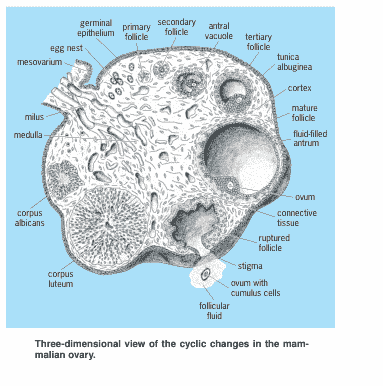 germinal
epithelium
primary
follicle
secondary
follicle
antral
vacuole
tertiary
follicle
egg nest
mesovarium
tunica
albuginea
cortex
milus
mature
follicle
medulla
fluid-filled
antrum
ovum
corpus
albicans
connective
tissue
ruptured
follicle
corpus
luteum
stigma
ovum with
cumulus cells
follicular
fluid
Three-dimensional view of the cyclic changes in the mam-
malian ovary.